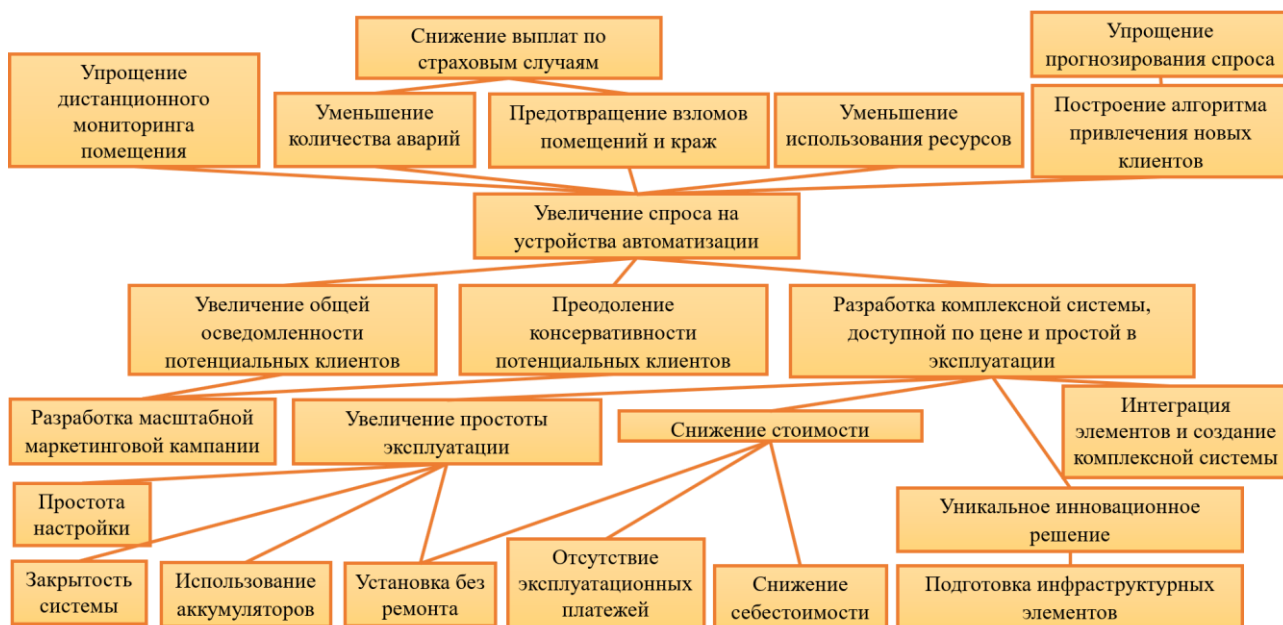 Снижение выплат по
страховым случаям
Упрощение
прогнозирования спроса
Упрощение
дистанционного
мониторинга
помещения
Уменьшение
количества аварий
Предотвращение взломов
помещений и краж
Уменьшение
использования ресурсов
Построение алгоритма
привлечения новых
клиентов
Увеличение спроса на
устройства автоматизации
Увеличение общей
осведомленности
потенциальных клиентов
Преодоление
консервативности
потенциальных клиентов
Разработка комплексной системы,
доступной по цене и простой в
эксплуатации
Разработка масштабной
маркетинговой кампании
Увеличение простоты
эксплуатации
Снижение стоимости
Интеграция
элементов и создание
комплексной системы
Простота
настройки
Уникальное инновационное
решение
Закрытость
системы
Использование
аккумуляторов
Установка без
ремонта
Отсутствие
эксплуатационных
платежей
Снижение
себестоимости
Подготовка инфраструктурных
элементов